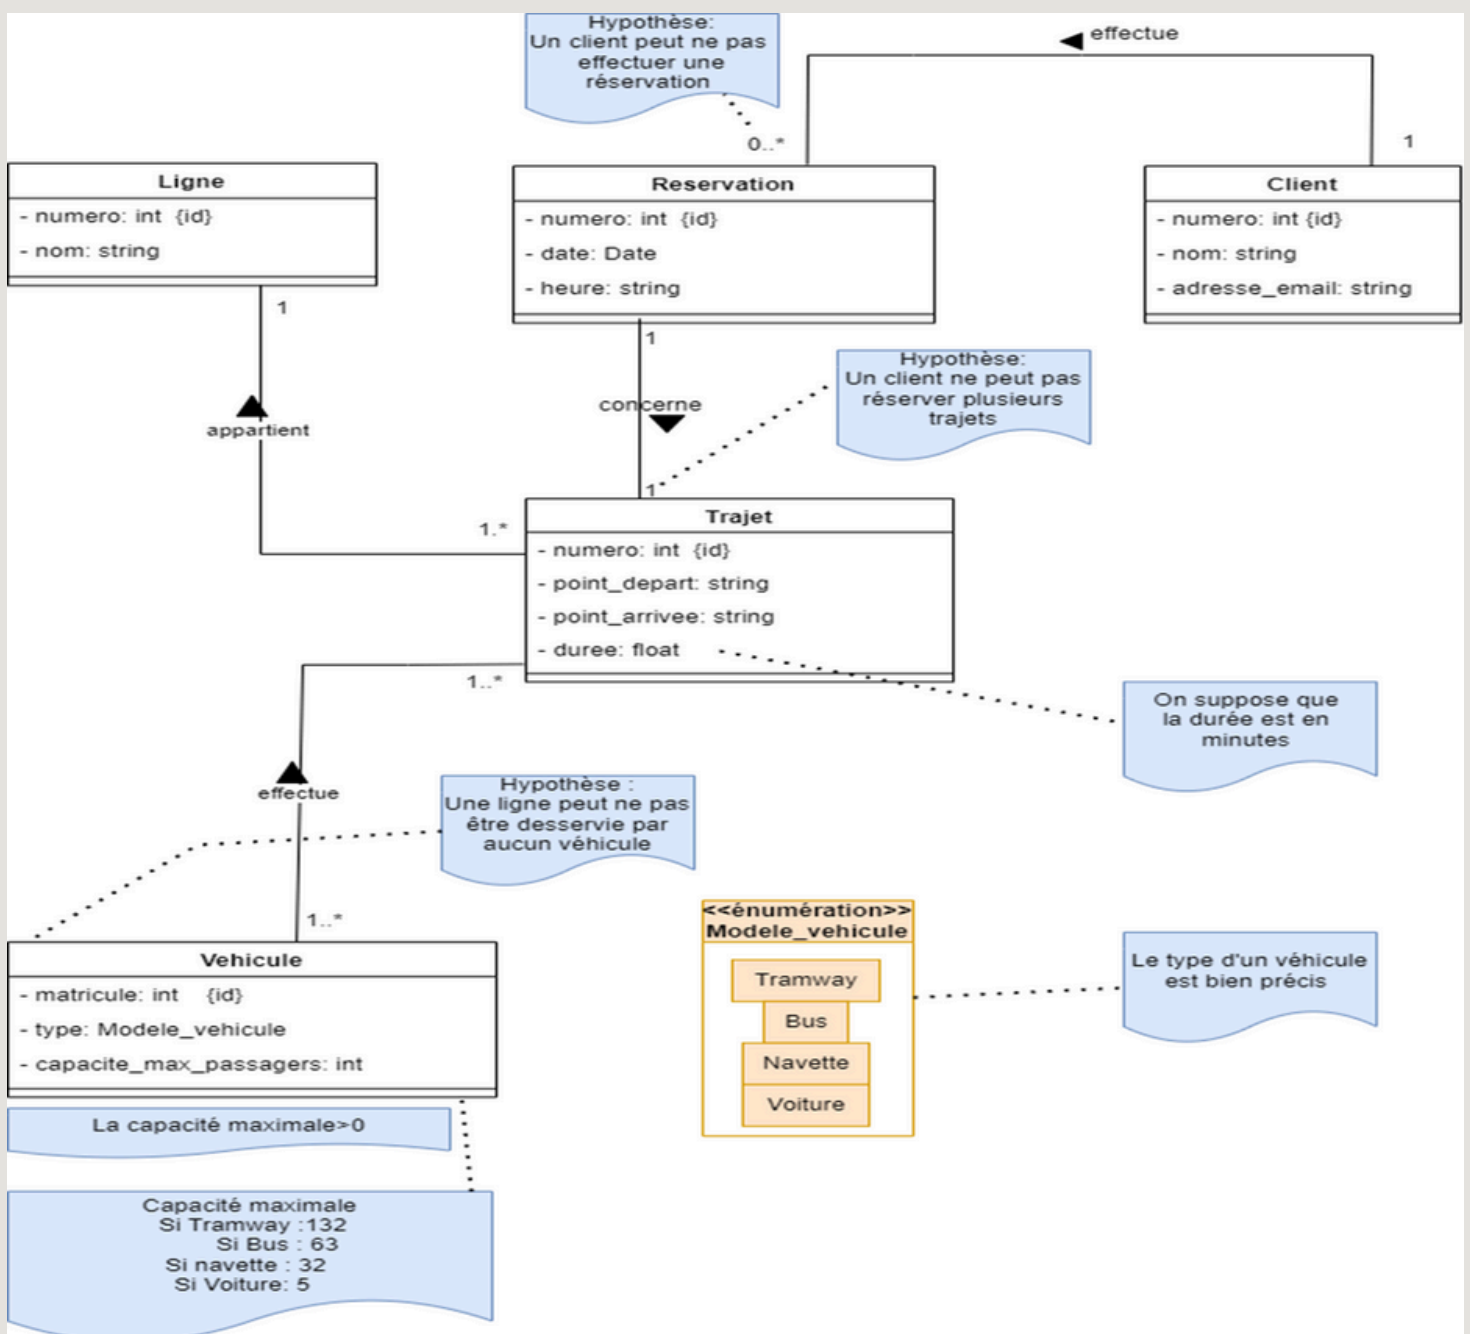 Hypothèse:
Un client peut ne pas
effectuer une
réservation
effectue
0..*
1
Ligne
- numero: int {id}
- nom: string
Reservation
- numero: int {id}
- date: Date
- heure: string
Client
- numero: int {id}
- nom: string
- adresse_email: string
1
1
Hypothèse:
Un client ne peut pas
réserver plusieurs
trajets
concerne
appartient
1
1.*
Trajet
- numero: int {id}
- point_depart: string
- point_arrivee: string
- duree: float
1..*
On suppose que
la durée est en
minutes
effectue
Hypothèse :
Une ligne peut ne pas
être desservie par
aucun véhicule
1..*
Vehicule
- matricule: int {id}
- type: Modele_vehicule
- capacite_max_passagers: int
<<énumération>>
Modele_vehicule
Tramway
Bus
Navette
Voiture
Le type d'un véhicule
est bien précis
La capacité maximale>0
Capacité maximale
Si Tramway :132
Si Bus : 63
Si navette : 32
Si Voiture: 5